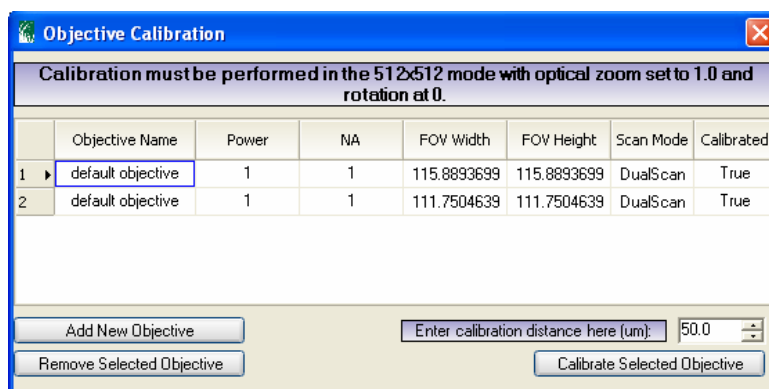 Objective Calibration
Calibration must be performed in the 512x512 mode with optical zoom set to 1.0 and
rotation at 0.
Objective Name Power NA FOV Width FOV Height Scan Mode Calibrated
1 default objective 1 1 115.8893699 115.8893699 DualScan True
2 default objective 1 1 111.7504639 111.7504639 DualScan True
Add New Objective Enter calibration distance here (um): 50.0
Remove Selected Objective Calibrate Selected Objective